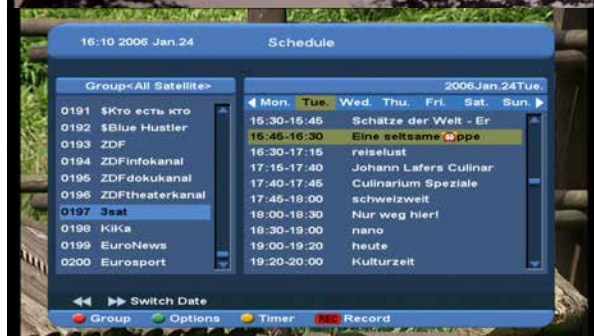 16:10 2006 Jan.24
Schedule
Group<All Satellite>
0191 $Кто есть кто
0192 $Blue Hustler
0193 ZDF
0194 ZDFinfokanal
0195 ZDFdokukanal
0196 ZDFtheaterkanal
0197 3sat
0198 KiKa
0199 EuroNews
0200 Eurosport
2006Jan.24Tue.
Mon. Tue. Wed. Thu. Fri. Sat. Sun.
15:30-15:45 Schätze der Welt - Er
15:45-16:30 Eine seltsame
16:30-17:15 reiselust
17:15-17:40 Johann Lafers Culinar
17:40-17:45 Culinarium Speziale
17:45-18:00 schweizweit
18:00-18:30 Nur weg hier!
18:30-19:00 nano
19:00-19:20 heute
19:20-20:00 Kulturzeit
Switch Date
Group Options Timer REC Record